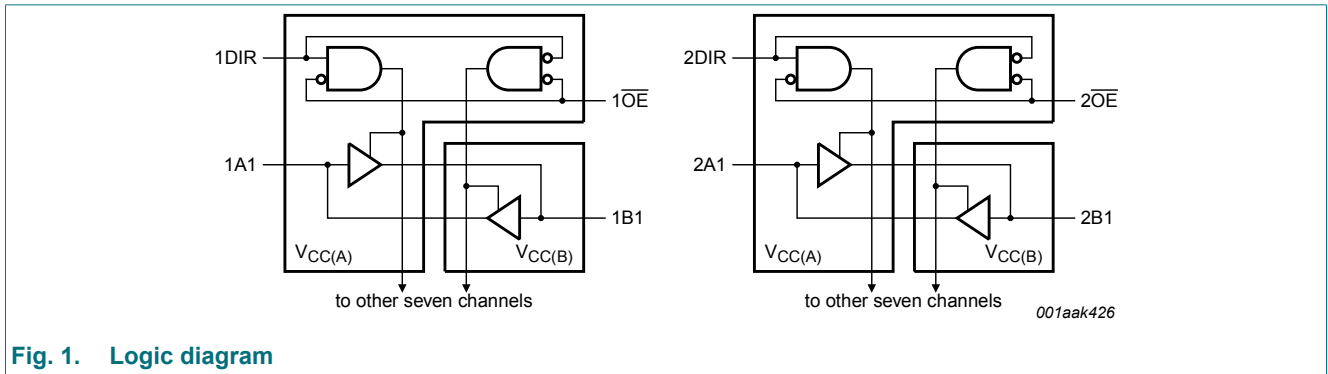 1DIR
1OE
1A1
1B1
VCC(A)
VCC(B)
to other seven channels
2DIR
2OE
2A1
2B1
VCC(A)
VCC(B)
to other seven channels
001aak426
Fig. 1. Logic diagram